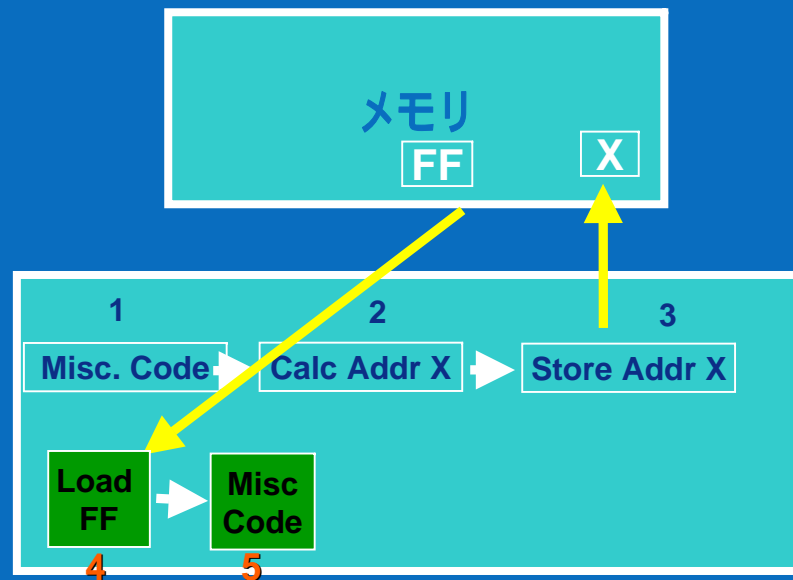 メモリ
FF
X
1
2
3
Misc. Code
Calc Addr X
Store Addr X
Load
FF
Misc
Code
4
5